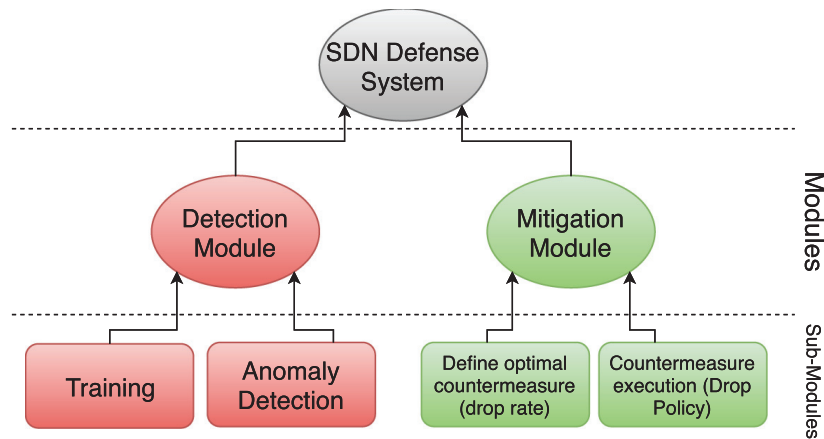 SDN Defense
System
Detection
Module
Mitigation
Module
Modules
Training
Anomaly
Detection
Define optimal
countermeasure
(drop rate)
Countermeasure
execution (Drop
Policy)
Sub-Modules